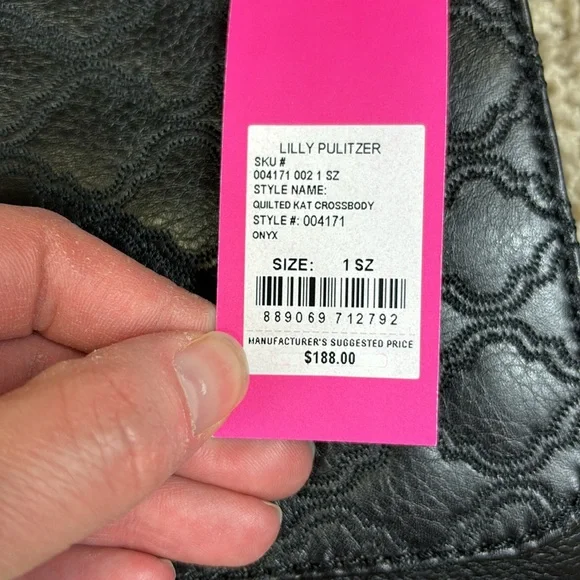 LILLY PULITZER
SKU #
004171 002 1 SZ
STYLE NAME:
QUILTED KAT CROSSBODY
STYLE #: 004171
ONYX
SIZE: 1 SZ
889069 712792
MANUFACTURER'S SUGGESTED PRICE
$188.00